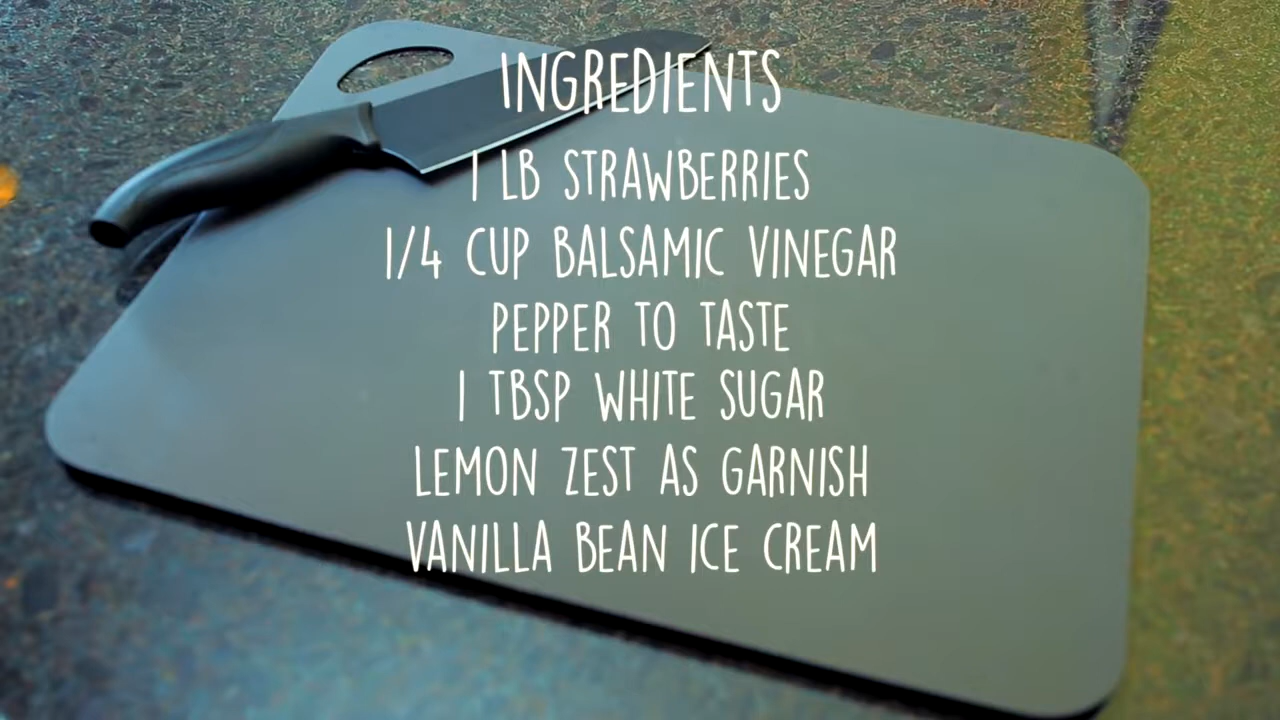 INGREDIENTS
1 LB STRAWBERRIES
1/4 CUP BALSAMIC VINEGAR
PEPPER TO TASTE
1 TBSP WHITE SUGAR
LEMON ZEST AS GARNISH
VANILLA BEAN ICE CREAM